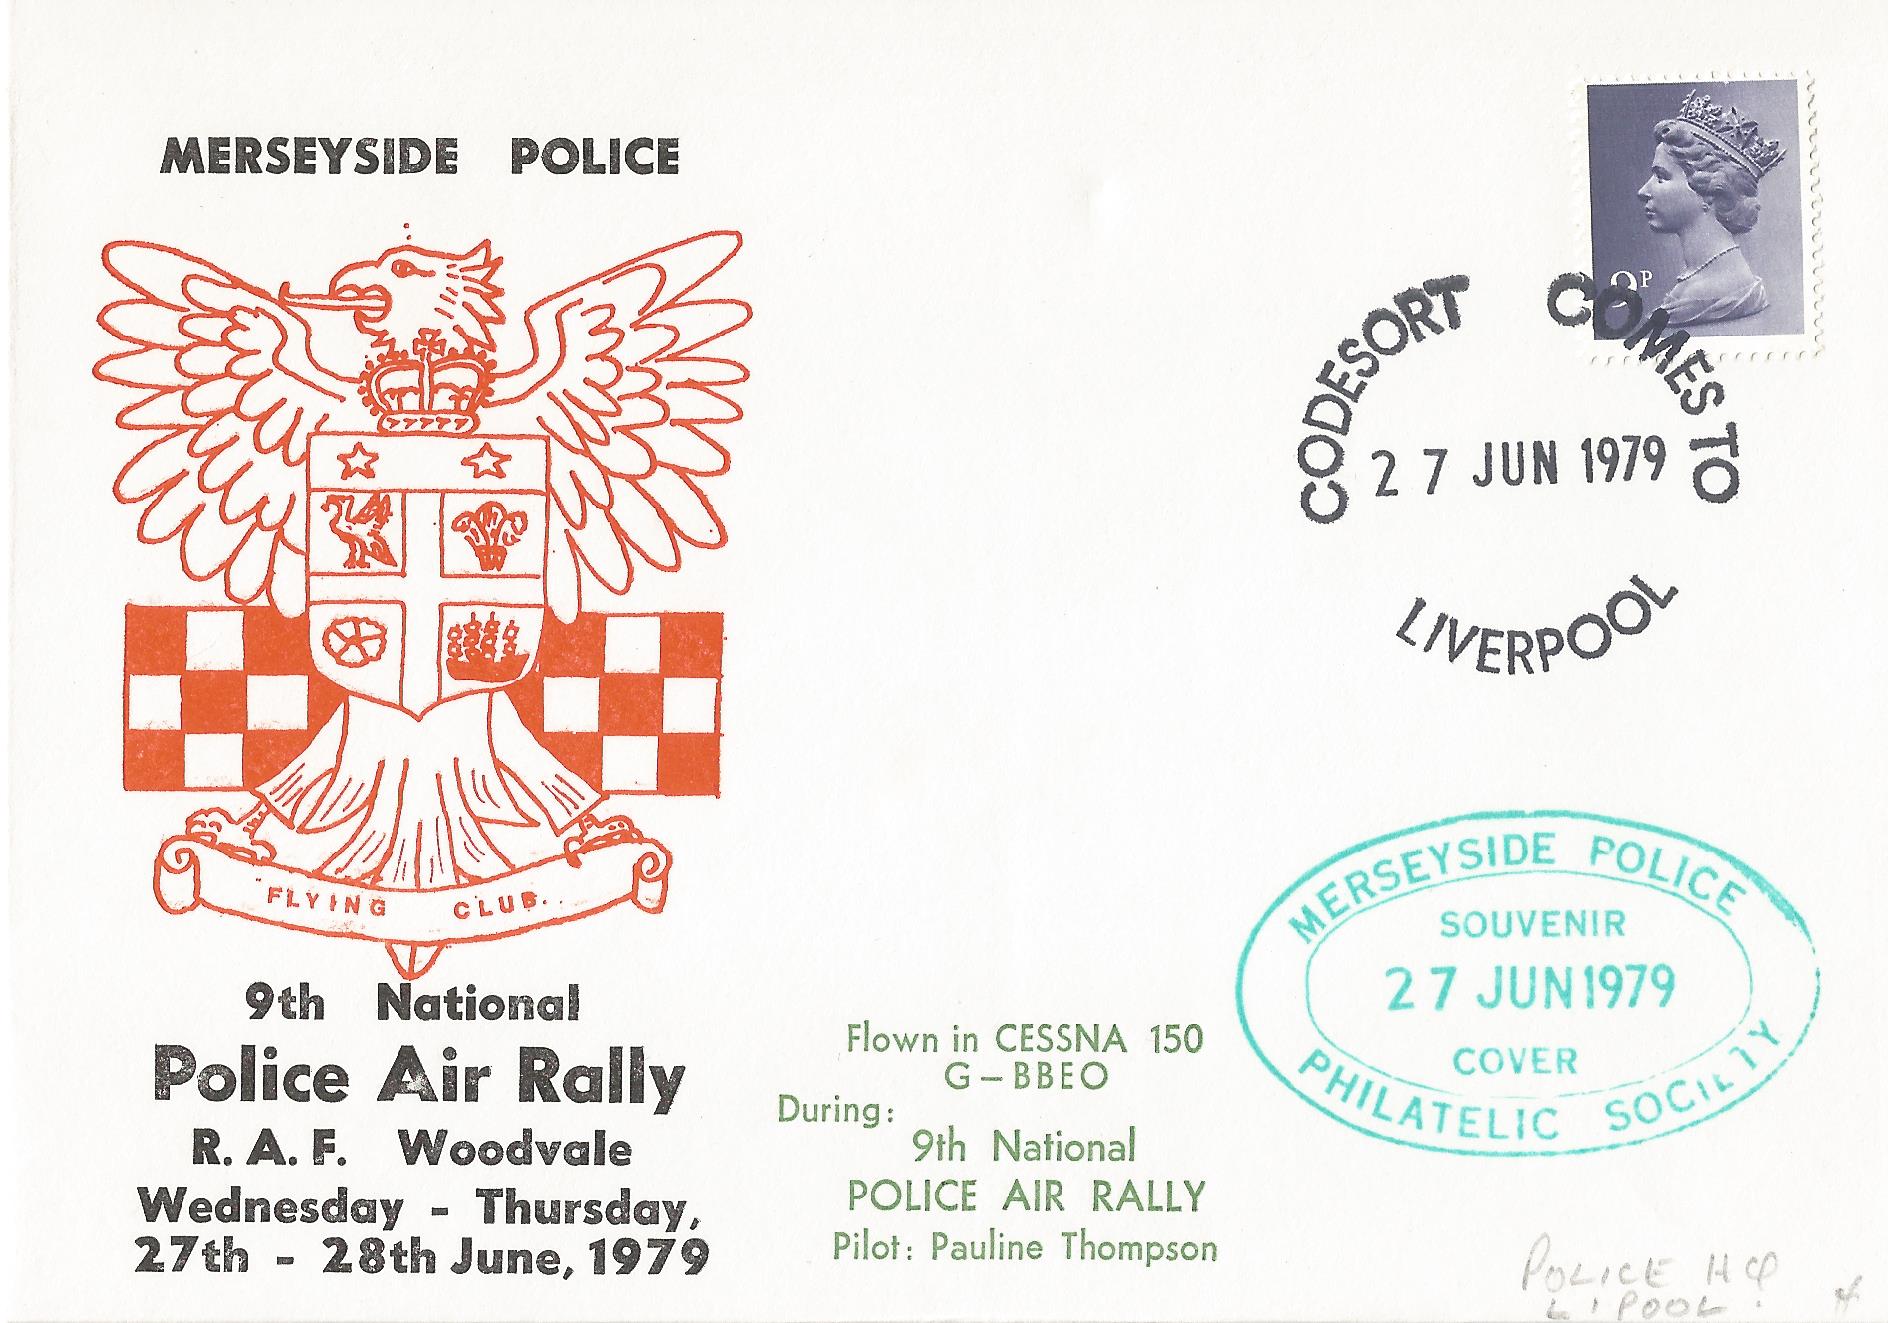 MERSEYSIDE POLICE
FLYING CLUB.
9th National
Police Air Rally
R. A. F. Woodvale
Wednesday - Thursday,
27th - 28th June, 1979
Flown in CESSNA 150
G-BBEO
During:
9th National
POLICE AIR RALLY
Pilot: Pauline Thompson
9P
CODESORT COMES TO
27 JUN 1979
LIVERPOOL
MERSEYSIDE POLICE
SOUVENIR
27 JUN 1979
COVER
PHILATELIC SOCIETY
POLICE HQ
L'POOL.